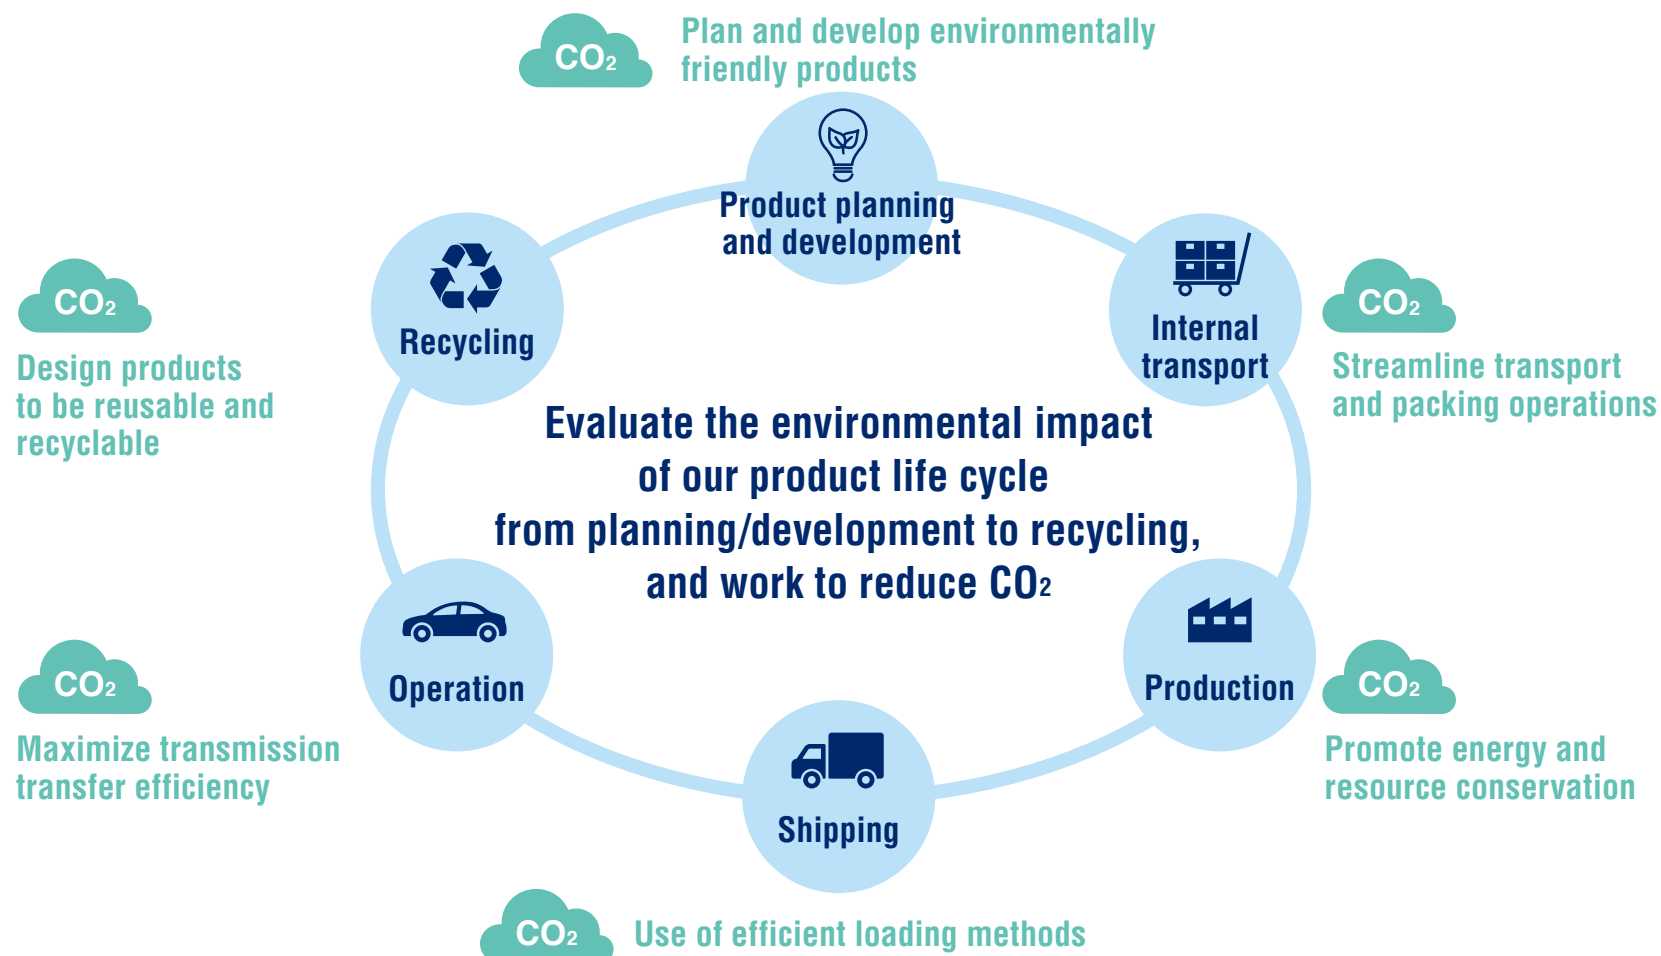 CO2
Plan and develop environmentally
friendly products
Product planning
and development
Internal
transport
CO2
Streamline transport
and packing operations
Production
CO2
Promote energy and
resource conservation
Shipping
CO2
Use of efficient loading methods
Operation
CO2
Maximize transmission
transfer efficiency
Recycling
CO2
Design products
to be reusable and
recyclable
Evaluate the environmental impact
of our product life cycle
from planning/development to recycling,
and work to reduce CO2